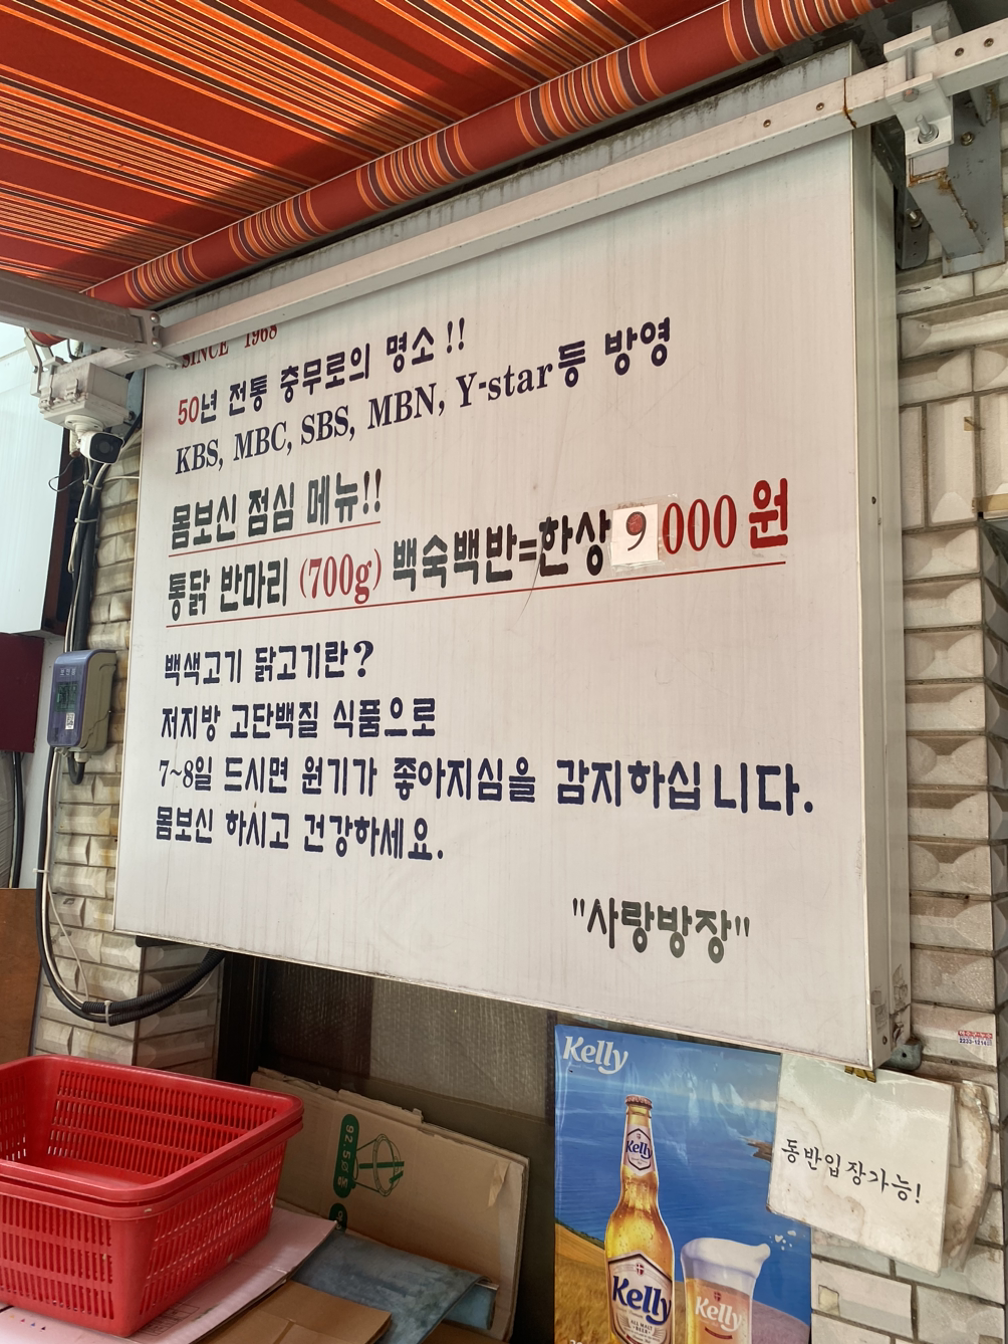 SINCE 1968
50년 전통 충무로의 명소!!
KBS, MBC, SBS, MBN, Y-star등 방영
몸보신 점심 메뉴!!
통닭 반마리 (700g) 백숙백반=한상 9000원
백색고기 닭고기란?
저지방 고단백질 식품으로
7~8일 드시면 원기가 좋아지심을 감지하십니다.
몸보신 하시고 건강하세요.
"사랑방장"
Kelly
Kelly
Kelly
Kelly
동반입장가능!